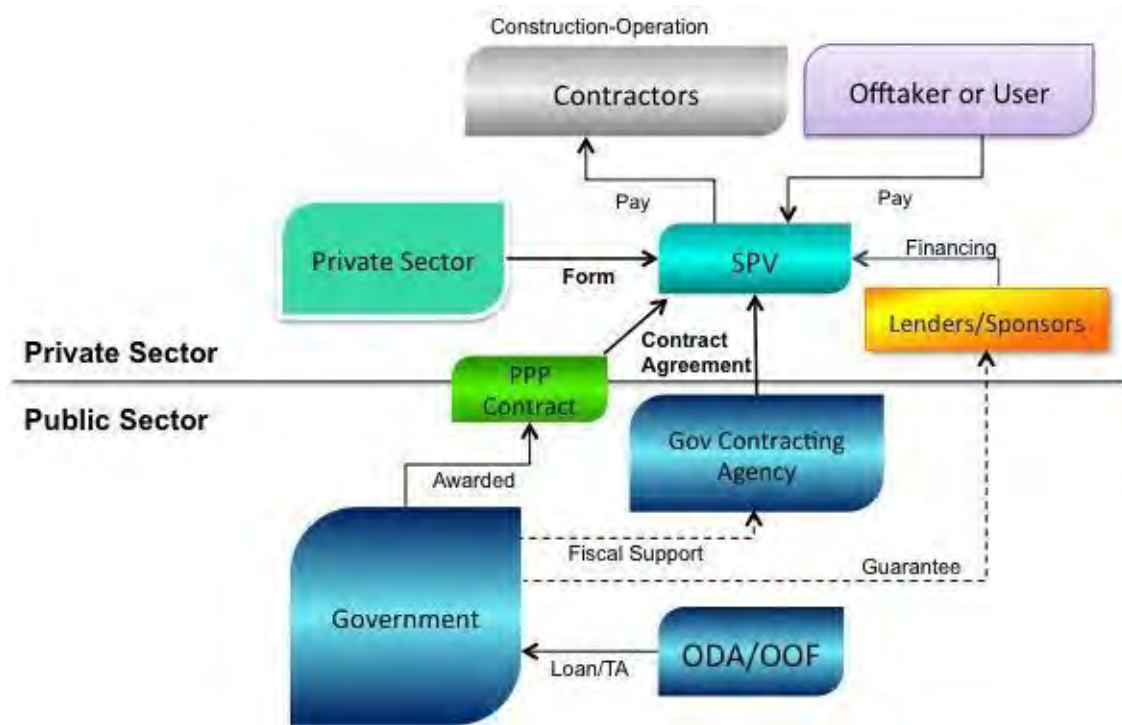 Construction-Operation
Contractors
Offtaker or User
Pay
Pay
Private Sector
Form
SPV
Financing
Lenders/Sponsors
Private Sector
Contract
Agreement
PPP
Contract
Public Sector
Gov Contracting
Agency
Awarded
Fiscal Support
Guarantee
Government
Loan/TA
ODA/OOF